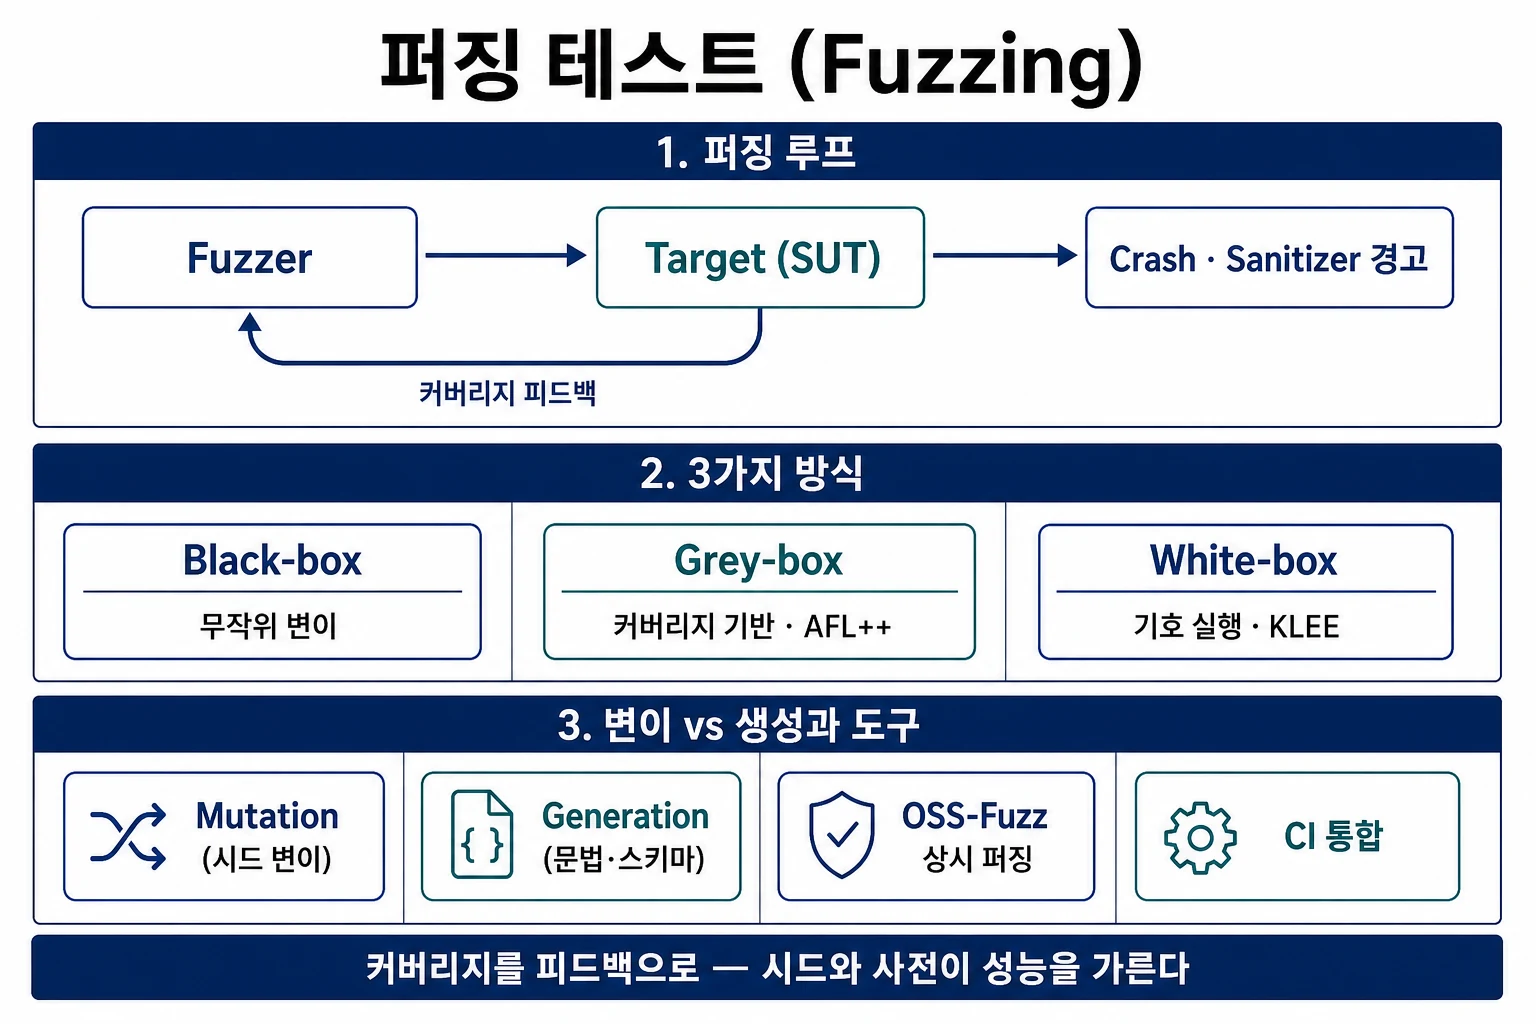 퍼징 테스트 (Fuzzing)
1. 퍼징 루프
Fuzzer
Target (SUT)
Crash · Sanitizer 경고
커버리지 피드백
2. 3가지 방식
Black-box
무작위 변이
Grey-box
커버리지 기반 · AFL++
White-box
기호 실행 · KLEE
3. 변이 vs 생성과 도구
Mutation
(시드 변이)
{ }
Generation
(문법·스키마)
OSS-Fuzz
상시 퍼징
CI 통합
커버리지를 피드백으로 — 시드와 사전이 성능을 가른다